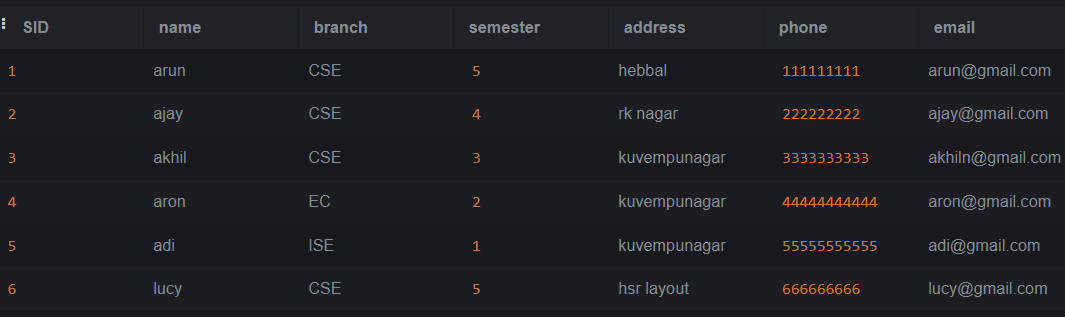 SID name branch semester address phone email
1 arun CSE 5 hebbal 111111111 arun@gmail.com
2 ajay CSE 4 rk nagar 222222222 ajay@gmail.com
3 akhil CSE 3 kuvempunagar 3333333333 akhiln@gmail.com
4 aron EC 2 kuvempunagar 44444444444 aron@gmail.com
5 adi ISE 1 kuvempunagar 55555555555 adi@gmail.com
6 lucy CSE 5 hsr layout 666666666 lucy@gmail.com